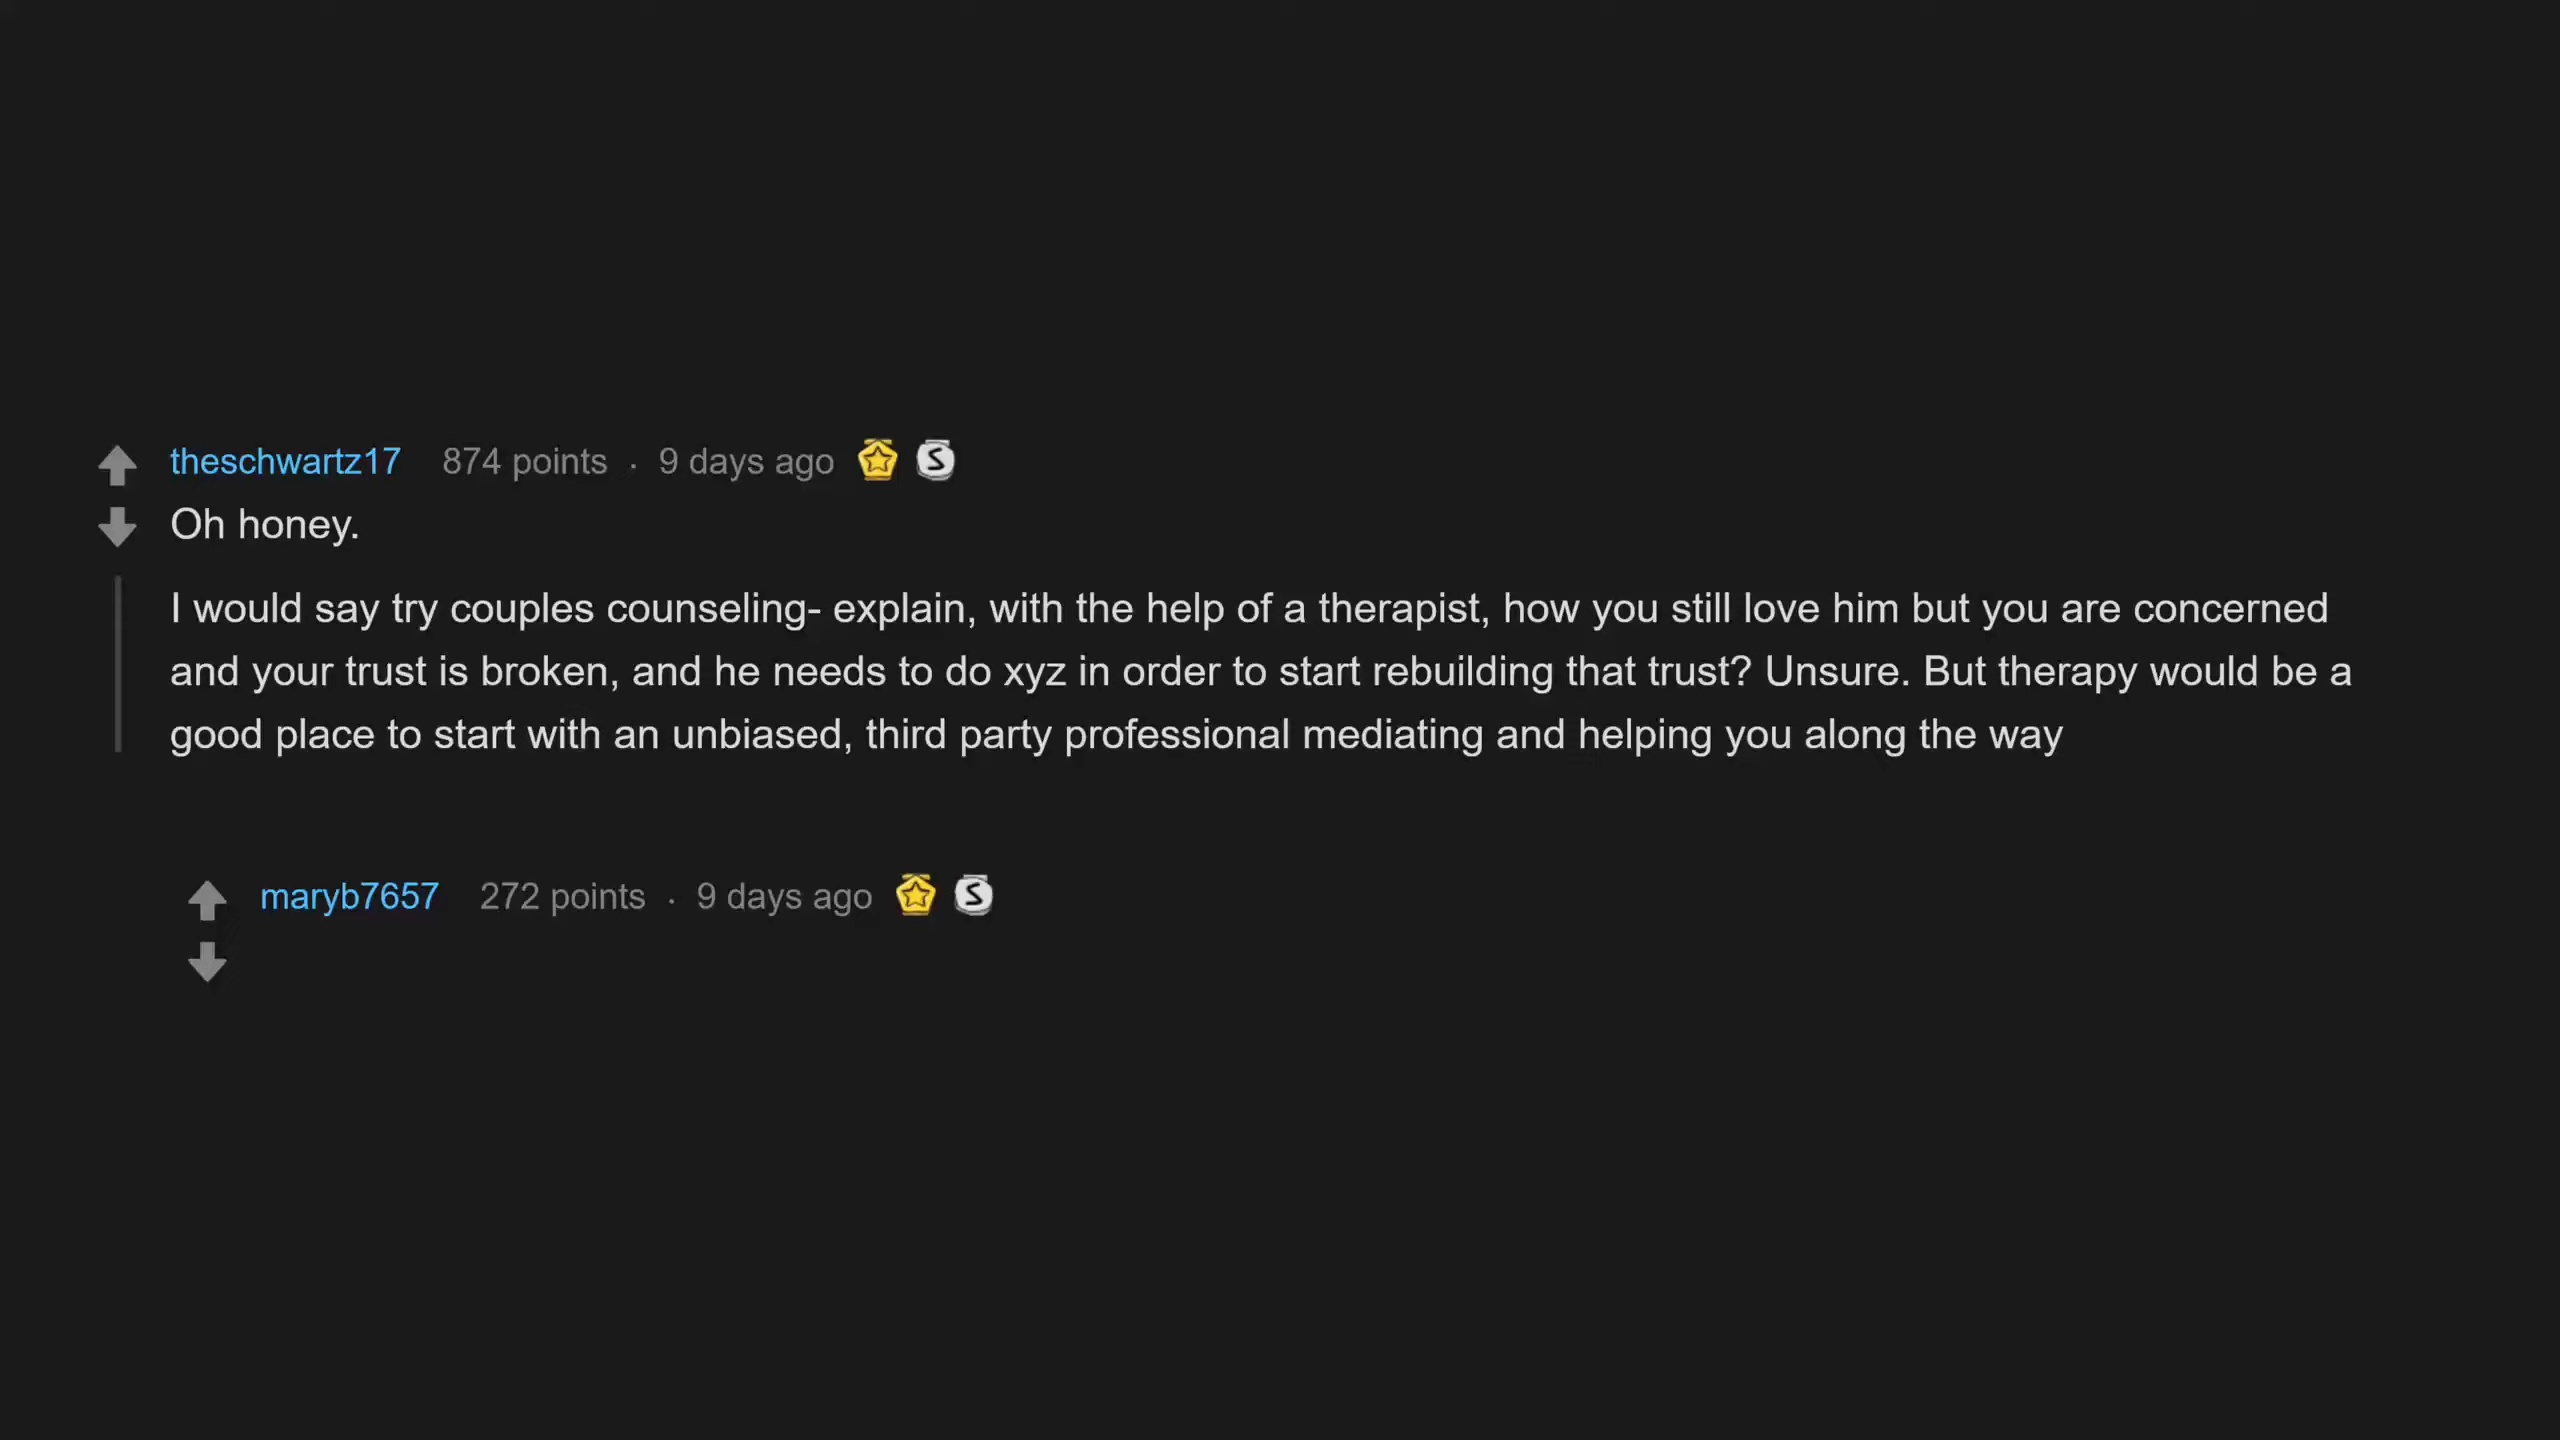 theschwartz17 874 points · 9 days ago S
Oh honey.
I would say try couples counseling- explain, with the help of a therapist, how you still love him but you are concerned
and your trust is broken, and he needs to do xyz in order to start rebuilding that trust? Unsure. But therapy would be a
good place to start with an unbiased, third party professional mediating and helping you along the way
maryb7657 272 points · 9 days ago S